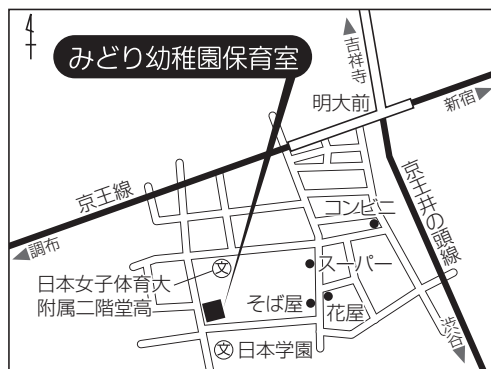 みどり幼稚園保育室
吉祥寺
明大前
新宿
京王線
京王井の頭線
コンビニ
調布
文
スーパー
日本女子体育大
附属二階堂高
そば屋
花屋
渋谷
文
日本学園